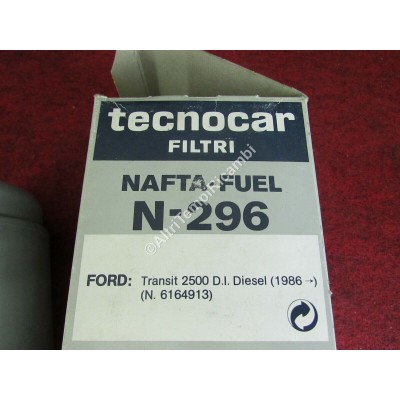 tecnocar
FILTRI
NAFTA-FUEL
N-296
FORD: Transit 2500 D.I. Diesel (1986→)
(N. 6164913)
©AltriTempiRicambi